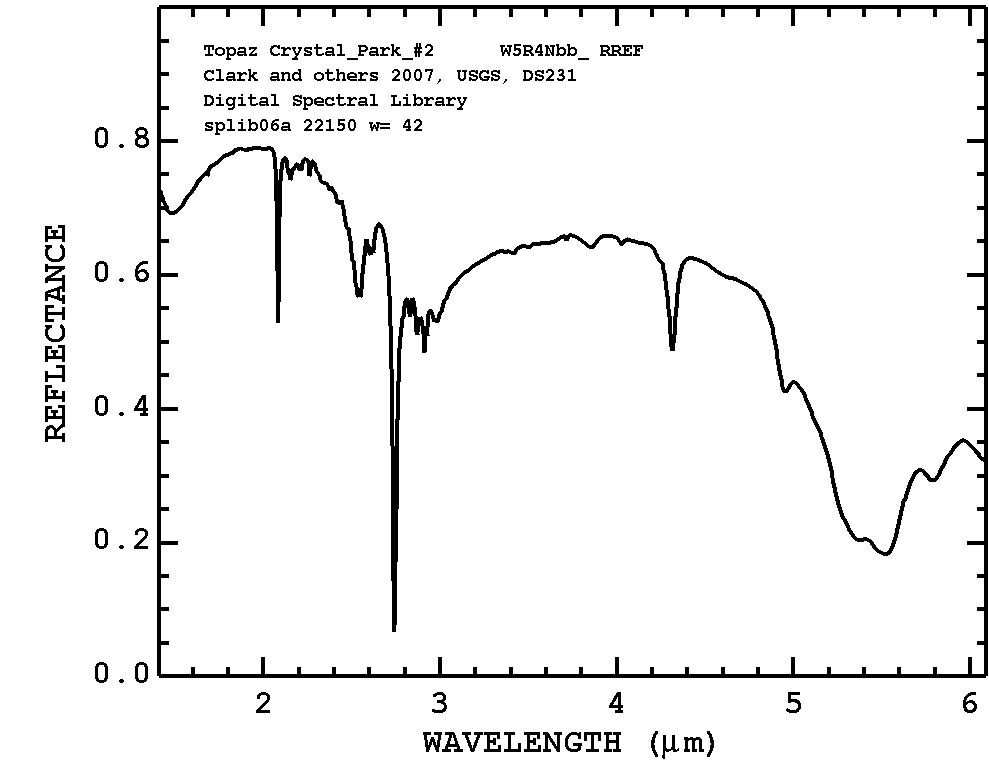 Topaz Crystal_Park_#2 W5R4Nbb_ RREF
Clark and others 2007, USGS, DS231
Digital Spectral Library
splib06a 22150 w= 42
0.8
0.6
0.4
0.2
0.0
REFLECTANCE
2 3 4 5 6
WAVELENGTH (μm)